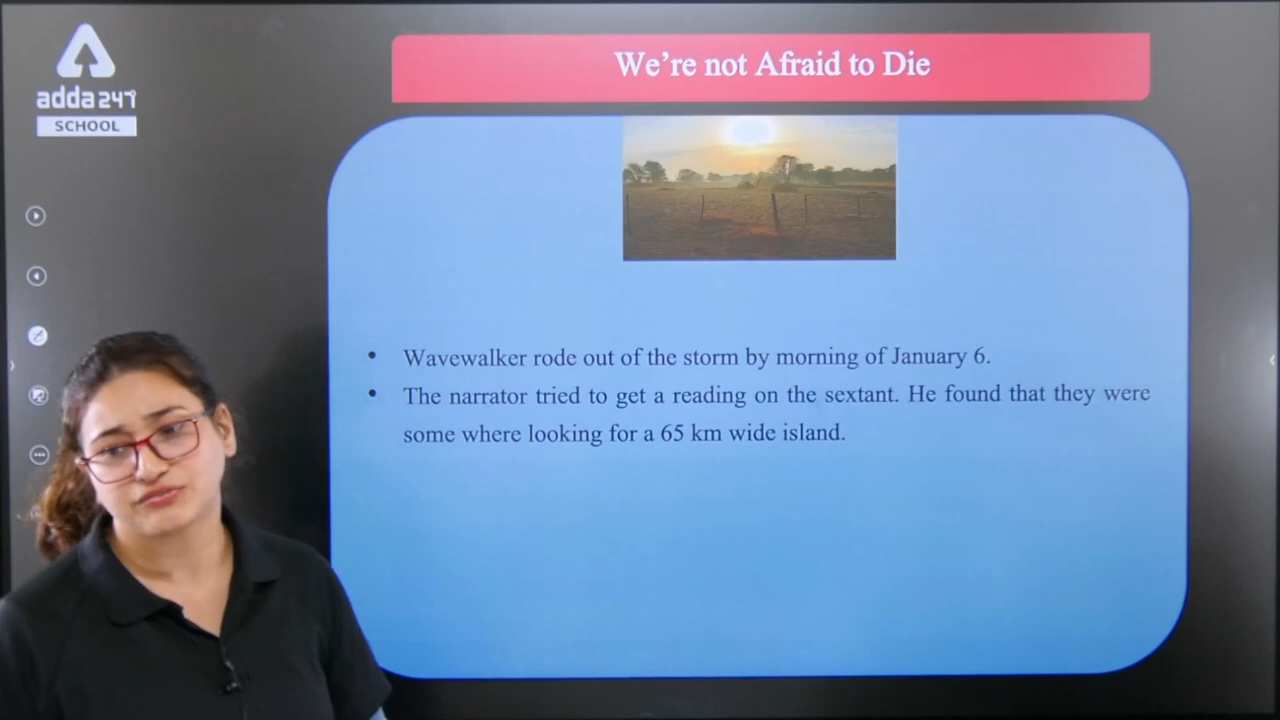 adda247
SCHOOL
We're not Afraid to Die
• Wavewalker rode out of the storm by morning of January 6.
• The narrator tried to get a reading on the sextant. He found that they were
some where looking for a 65 km wide island.